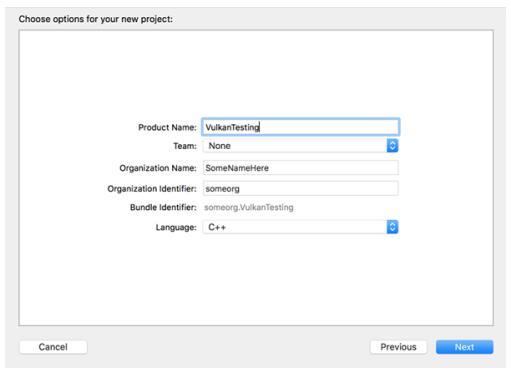 Choose options for your new project:
Product Name: VulkanTesting
Team: None
Organization Name: SomeNameHere
Organization Identifier: someorg
Bundle Identifier: someorg.VulkanTesting
Language: C++
Cancel Previous Next